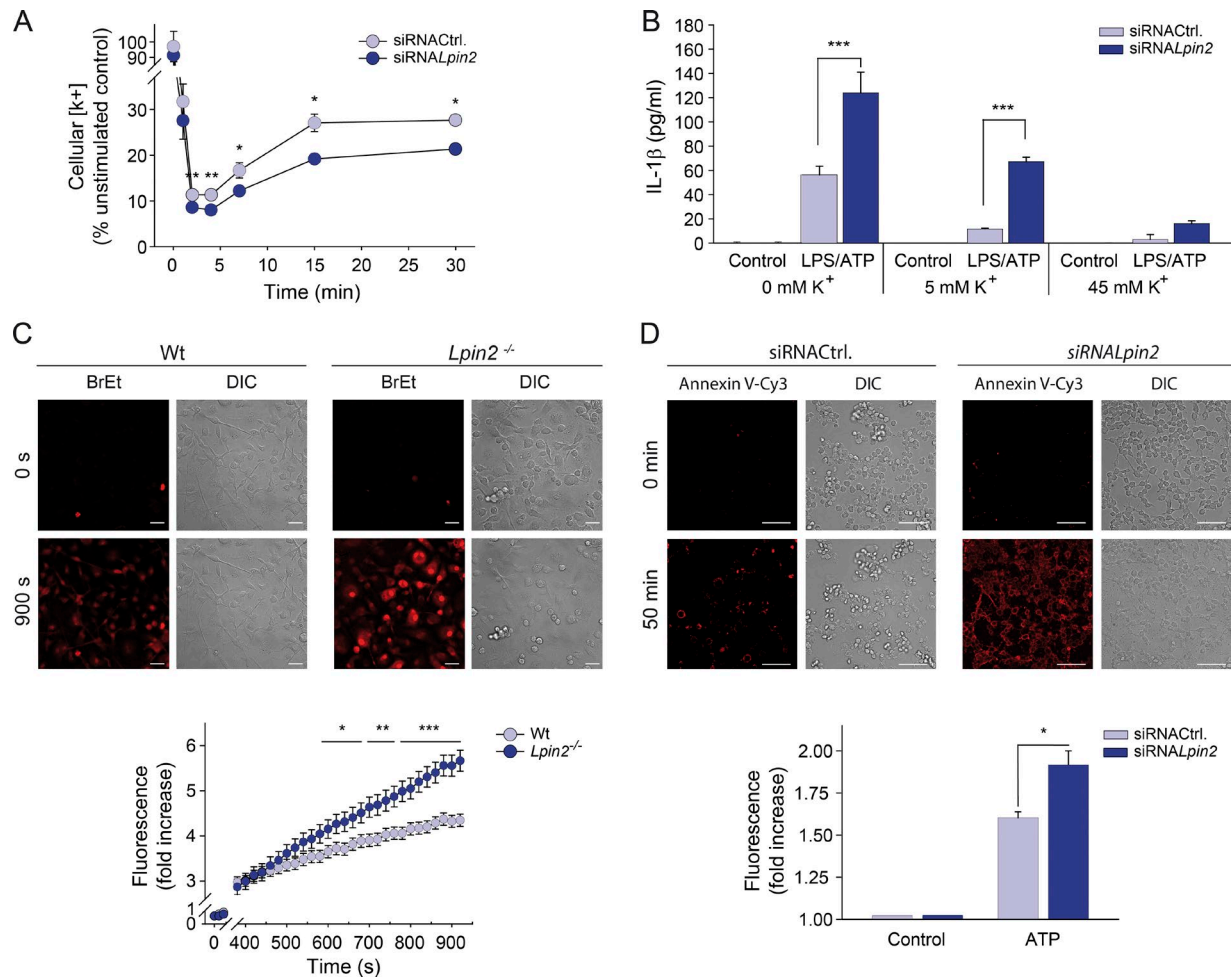 A
siRNACtrl.
siRNALpin2
Cellular [k+]
(% unstimulated control)
100
90
30
20
10
0
** **
*
*
*
0 5 10 15 20 25 30
Time (min)
B
siRNACtrl.
siRNALpin2
IL-1β (pg/ml)
180
160
140
120
100
80
60
40
20
0
***
***
Control LPS/ATP Control LPS/ATP Control LPS/ATP
0 mM K+ 5 mM K+ 45 mM K+
C
Wt Lpin2 -/-
BrEt DIC BrEt DIC
0 s
900 s
* ** ***
Wt
Lpin2-/-
Fluorescence
(fold increase)
6
5
4
3
1
0
0 400 500 600 700 800 900
Time (s)
D
siRNACtrl. siRNALpin2
Annexin V-Cy3 DIC Annexin V-Cy3 DIC
0 min
50 min
siRNACtrl.
siRNALpin2
*
Fluorescence
(fold increase)
2.00
1.75
1.50
1.25
1.00
Control ATP